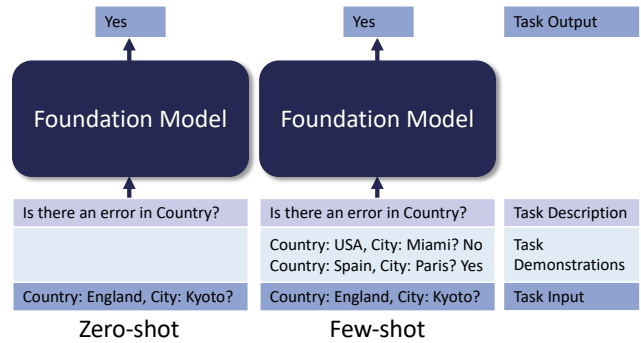 Yes
Yes
Task Output
Foundation Model
Foundation Model
Is there an error in Country?
Is there an error in Country?
Task Description
Country: USA, City: Miami? No
Country: Spain, City: Paris? Yes
Task
Demonstrations
Country: England, City: Kyoto?
Country: England, City: Kyoto?
Task Input
Zero-shot
Few-shot